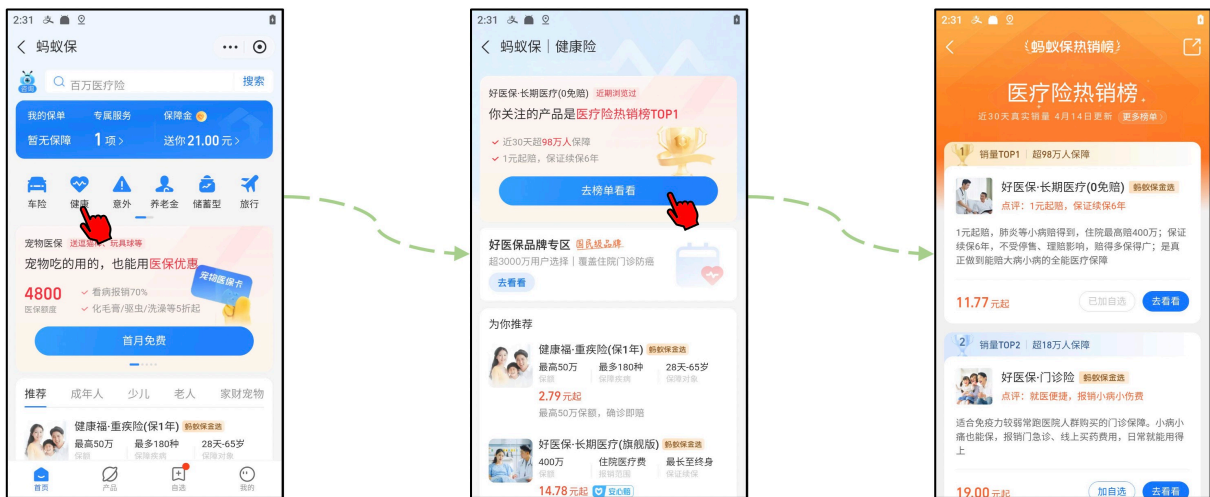 2:31
蚂蚁保
咨询
百万医疗险
搜索
我的保单 专属服务 保障金
暂无保障 1项> 送你21.00元>
车险 健康 意外 养老金 储蓄型 旅行
宠物医保 送逗猫棒、玩具球等
宠物吃的用的，也能用医保优惠
宠物医保卡
4800
医保额度
看病报销70%
化毛膏/驱虫/洗澡等5折起
首月免费
推荐 成年人 少儿 老人 家财宠物
健康福·重疾险(保1年) 蚂蚁保金选
最高50万 最多180种 28天-65岁
保额 保障疾病 保障对象
首页 产品 自选 我的
2:31
蚂蚁保｜健康险
好医保·长期医疗(0免赔) 近期浏览过
你关注的产品是医疗险热销榜TOP1
近30天超98万人保障
1元起赔，保证续保6年
去榜单看看
好医保品牌专区 国民级品牌
超3000万用户选择｜覆盖住院门诊防癌
去看看
为你推荐
健康福·重疾险(保1年) 蚂蚁保金选
最高50万 最多180种 28天-65岁
保额 保障疾病 保障对象
2.79元起
最高50万保额，确诊即赔
好医保·长期医疗(旗舰版) 蚂蚁保金选
400万 住院医疗费 最长至终身
保额 报销范围 保证续保
14.78元起 安心赔
2:31
蚂蚁保热销榜
医疗险热销榜
近30天真实销量 4月14日更新 更多榜单>
1 销量TOP1｜超98万人保障
好医保·长期医疗(0免赔) 蚂蚁保金选
点评：1元起赔，保证续保6年
1元起赔，肺炎等小病赔得到，住院最高赔400万；保证
续保6年，不受停售、理赔影响，赔得多保得广；是真
正做到能赔大病小病的全能医疗保障
11.77元起 已加自选 去看看
2 销量TOP2｜超18万人保障
好医保·门诊险 蚂蚁保金选
点评：就医便捷，报销小病小伤费
适合免疫力较弱常跑医院人群购买的门诊保障。小病小
痛也能保，报销门急诊、线上买药费用，日常就能用得
上
19.00元起 加自选 去看看